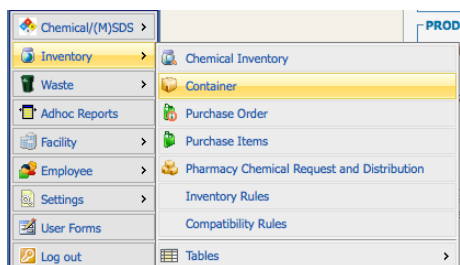 Chemical/(M)SDS
Inventory
Waste
Adhoc Reports
Facility
Employee
Settings
User Forms
Log out
Chemical Inventory
Container
Purchase Order
Purchase Items
Pharmacy Chemical Request and Distribution
Inventory Rules
Compatibility Rules
Tables
PROD